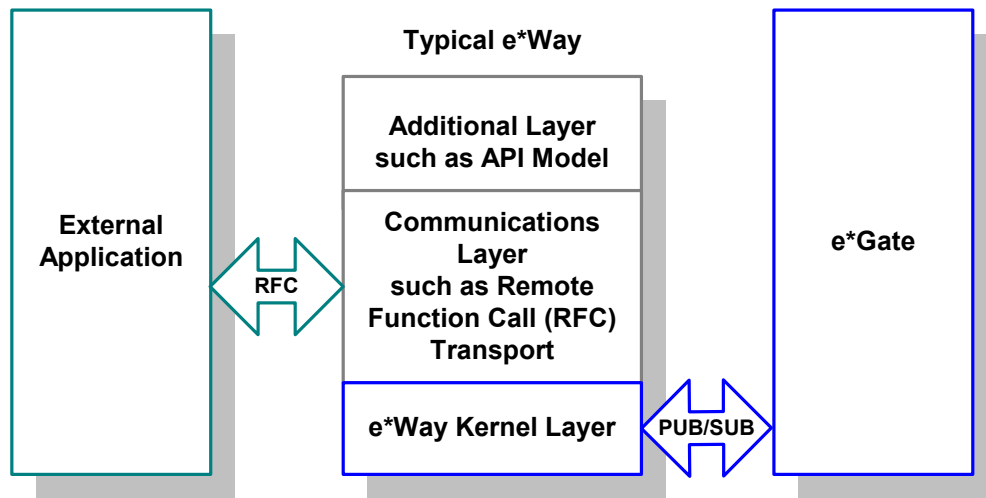 Typical e*Way
Additional Layer
such as API Model
External
Application
RFC
Communications
Layer
such as Remote
Function Call (RFC)
Transport
e*Way Kernel Layer
PUB/SUB
e*Gate